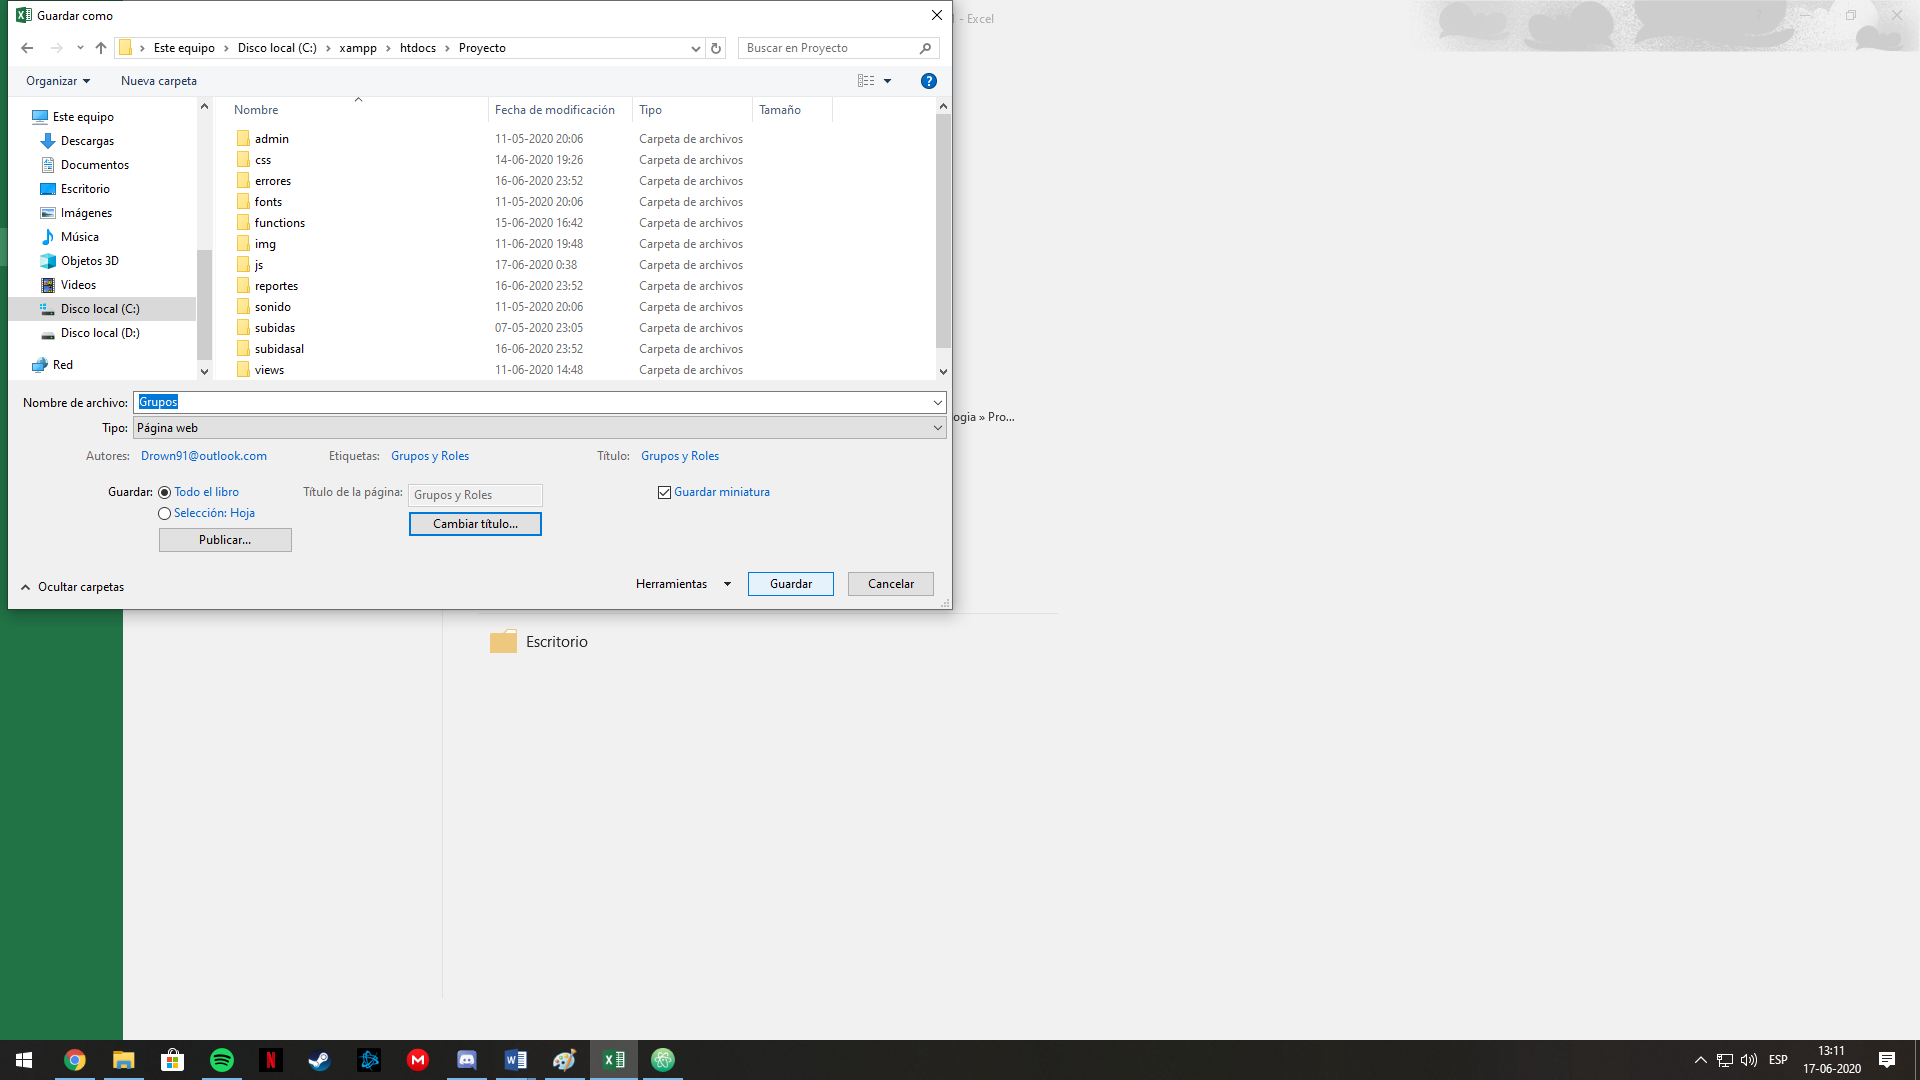 Guardar como
- Excel
Este equipo › Disco local (C:) › xampp › htdocs › Proyecto
Buscar en Proyecto
Organizar
Nueva carpeta
?
Nombre Fecha de modificación Tipo Tamaño
Este equipo
Descargas
Documentos
Escritorio
Imágenes
Música
Objetos 3D
Videos
Disco local (C:)
Disco local (D:)
Red
admin 11-05-2020 20:06 Carpeta de archivos
css 14-06-2020 19:26 Carpeta de archivos
errores 16-06-2020 23:52 Carpeta de archivos
fonts 11-05-2020 20:06 Carpeta de archivos
functions 15-06-2020 16:42 Carpeta de archivos
img 11-06-2020 19:48 Carpeta de archivos
js 17-06-2020 0:38 Carpeta de archivos
reportes 16-06-2020 23:52 Carpeta de archivos
sonido 11-05-2020 20:06 Carpeta de archivos
subidas 07-05-2020 23:05 Carpeta de archivos
subidasal 16-06-2020 23:52 Carpeta de archivos
views 11-06-2020 14:48 Carpeta de archivos
Nombre de archivo: Grupos
Tipo: Página web
ogia » Pro...
Autores: Drown91@outlook.com Etiquetas: Grupos y Roles Título: Grupos y Roles
Guardar: Todo el libro
Selección: Hoja
Publicar...
Título de la página: Grupos y Roles
Cambiar título...
Guardar miniatura
Ocultar carpetas
Herramientas
Guardar
Cancelar
Escritorio
ESP
13:11
17-06-2020